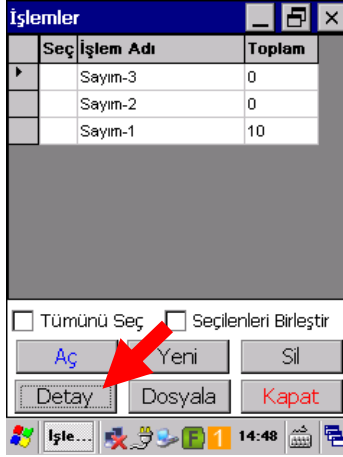 İşlemler
Seç İşlem Adı Toplam
Sayım-3 0
Sayım-2 0
Sayım-1 10
Tümünü Seç Seçilenleri Birleştir
Aç Yeni Sil
Detay Dosyala Kapat
İşle... F 1 14:48